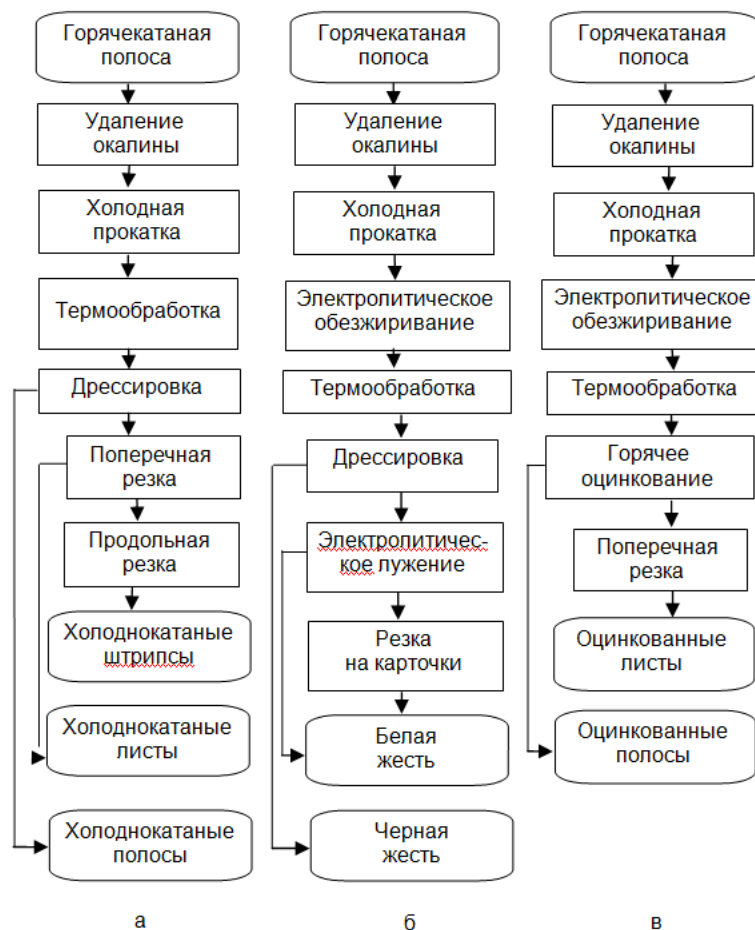 Горячекатаная
полоса
Удаление
окалины
Холодная
прокатка
Термообработка
Дрессировка
Поперечная
резка
Продольная
резка
Холоднокатаные
штрипсы
Холоднокатаные
листы
Холоднокатаные
полосы
а
Горячекатаная
полоса
Удаление
окалины
Холодная
прокатка
Электролитическое
обезжиривание
Термообработка
Дрессировка
Электролитичес-
кое лужение
Резка
на карточки
Белая
жесть
Черная
жесть
б
Горячекатаная
полоса
Удаление
окалины
Холодная
прокатка
Электролитическое
обезжиривание
Термообработка
Горячее
оцинкование
Поперечная
резка
Оцинкованные
листы
Оцинкованные
полосы
в